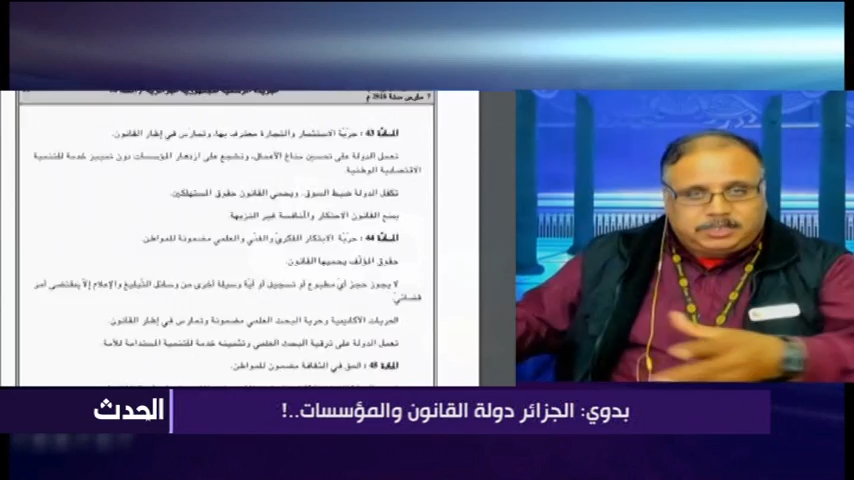 7 مارس سنة 2016 م
المادة 43 : حرية الاستثمار والتجارة معترف بها، وتمارس في إطار القانون.
تعمل الدولة على تحسين مناخ الأعمال، وتشجع على ازدهار المؤسسات دون تمييز خدمة للتنمية
الاقتصادية الوطنية.
تكفل الدولة ضبط السوق. ويحمي القانون حقوق المستهلكين.
يمنع القانون الاحتكار والمنافسة غير النزيهة.
المادة 44 : حرية الابتكار الفكري والفني والعلمي مضمونة للمواطن.
حقوق المؤلف يحميها القانون.
لا يجوز حجز أي مطبوع أو تسجيل أو أية وسيلة أخرى من وسائل التبليغ والإعلام إلا بمقتضى أمر
قضائي
الحريات الأكاديمية وحرية البحث العلمي مضمونة وتمارس في إطار القانون.
تعمل الدولة على ترقية البحث العلمي وتثمينه خدمة للتنمية المستدامة للأمة.
المادة 45 : الحق في الثقافة مضمون للمواطن.
بدوي: الجزائر دولة القانون والمؤسسات..!
الحدث